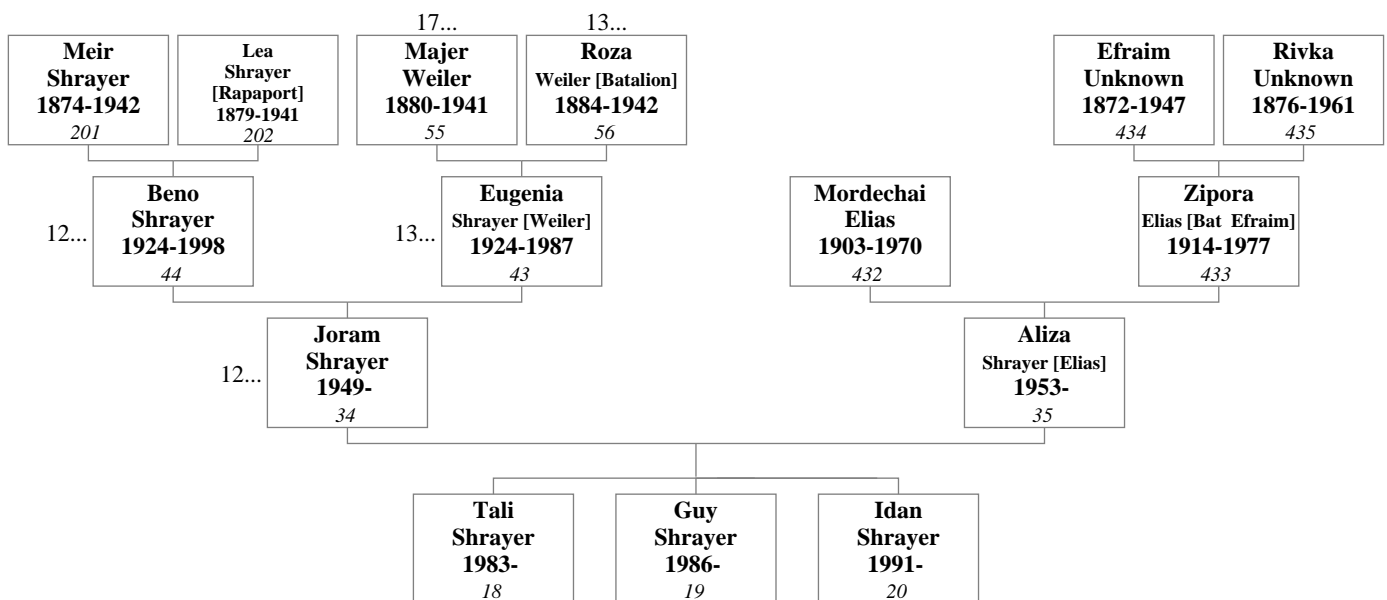 17...
13...
Meir
Shrayer
1874-1942
201
Lea
Shrayer
[Rapaport]
1879-1941
202
Majer
Weiler
1880-1941
55
Roza
Weiler [Batalion]
1884-1942
56
Efraim
Unknown
1872-1947
434
Rivka
Unknown
1876-1961
435
12...
Beno
Shrayer
1924-1998
44
13...
Eugenia
Shrayer [Weiler]
1924-1987
43
Mordechai
Elias
1903-1970
432
Zipora
Elias [Bat Efraim]
1914-1977
433
12...
Joram
Shrayer
1949-
34
Aliza
Shrayer [Elias]
1953-
35
Tali
Shrayer
1983-
18
Guy
Shrayer
1986-
19
Idan
Shrayer
1991-
20